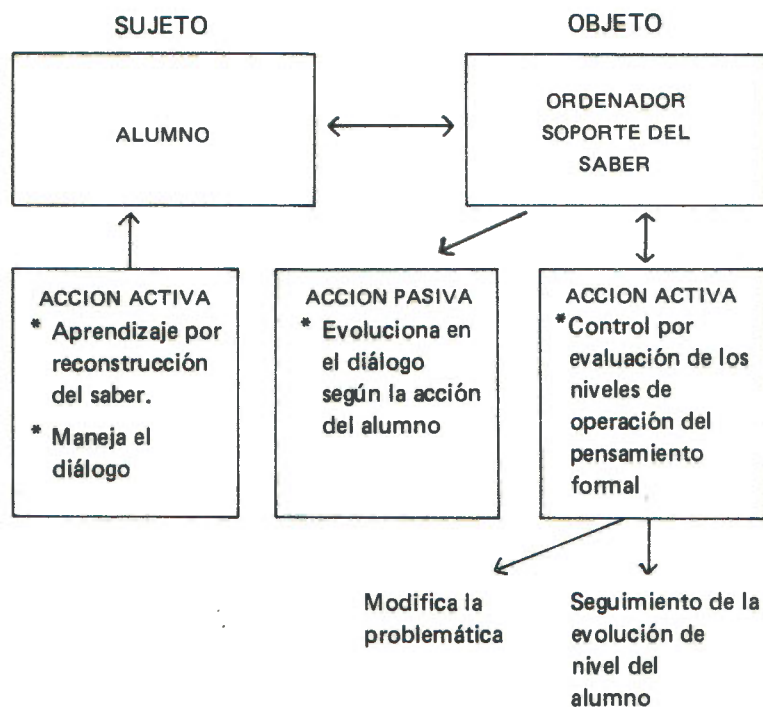 SUJETO
OBJETO
ALUMNO
ORDENADOR
SOPORTE DEL
SABER
ACCION ACTIVA
* Aprendizaje por
reconstrucción
del saber.
* Maneja el
diálogo
ACCION PASIVA
* Evoluciona en
el diálogo
según la acción
del alumno
ACCION ACTIVA
*Control por
evaluación de los
niveles de
operación del
pensamiento
formal
Modifica la
problemática
Seguimiento de la
evolución de
nivel del
alumno